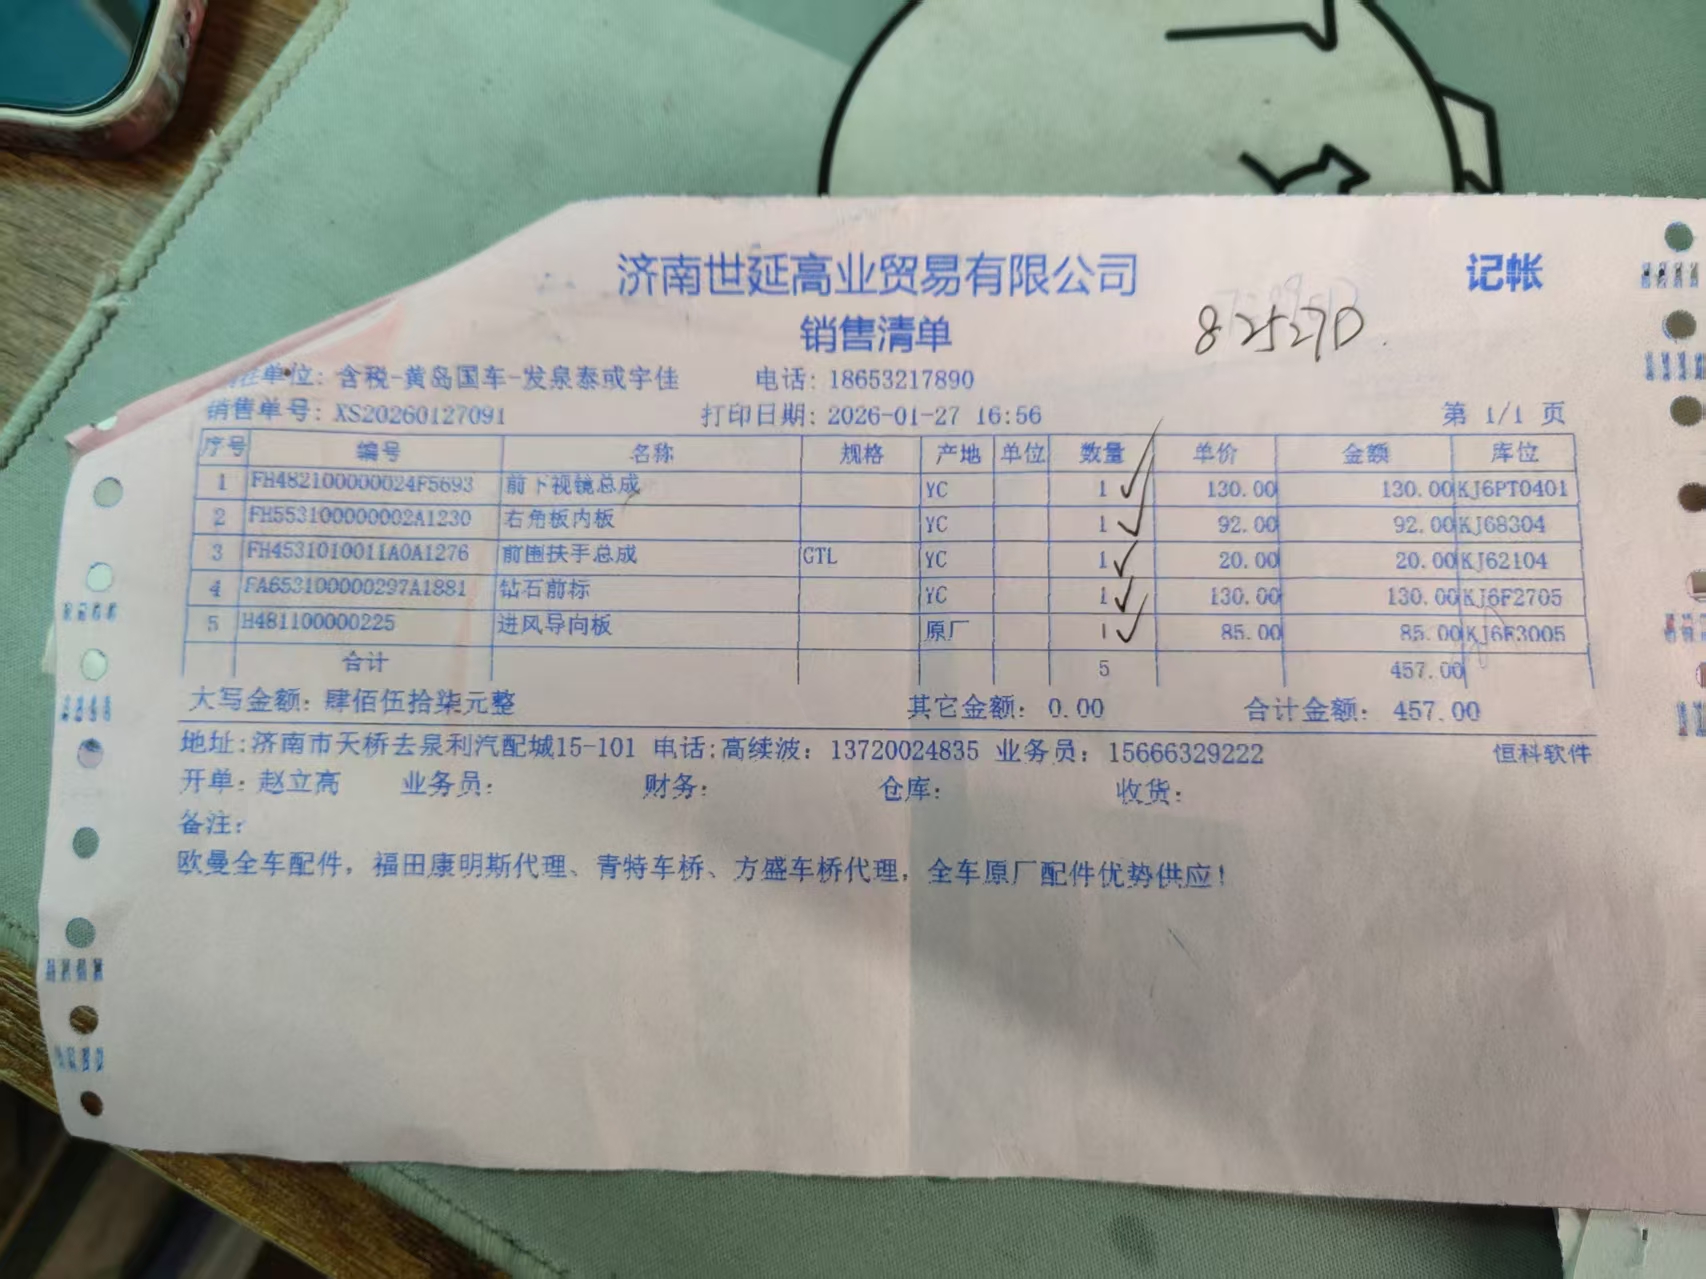 济南世延高业贸易有限公司 记帐
销售清单 82527D
单位: 含税-黄岛国车-发泉泰或宇佳 电话: 18653217890
销售单号: XS20260127091 打印日期: 2026-01-27 16:56 第 1/1 页
序号 编号 名称 规格 产地 单位 数量 单价 金额 库位
1 FH4821000000024F5693 前下视镜总成 YC 1 130.00 130.00 KJ6PT0401
2 FH553100000002A1230 右角板内板 YC 1 92.00 92.00 KJ68304
3 FH4531010011A0A1276 前围扶手总成 GTL YC 1 20.00 20.00 KJ62104
4 FA653100000297A1881 钻石前标 YC 1 130.00 130.00 KJ6F2705
5 H481100000225 进风导向板 原厂 1 85.00 85.00 KJ6F3005
合计 5 457.00
大写金额: 肆佰伍拾柒元整 其它金额: 0.00 合计金额: 457.00
地址:济南市天桥去泉利汽配城15-101 电话:高续波: 13720024835 业务员: 15666329222 恒科软件
开单: 赵立高 业务员: 财务: 仓库: 收货:
备注:
欧曼全车配件, 福田康明斯代理、青特车桥、方盛车桥代理, 全车原厂配件优势供应!